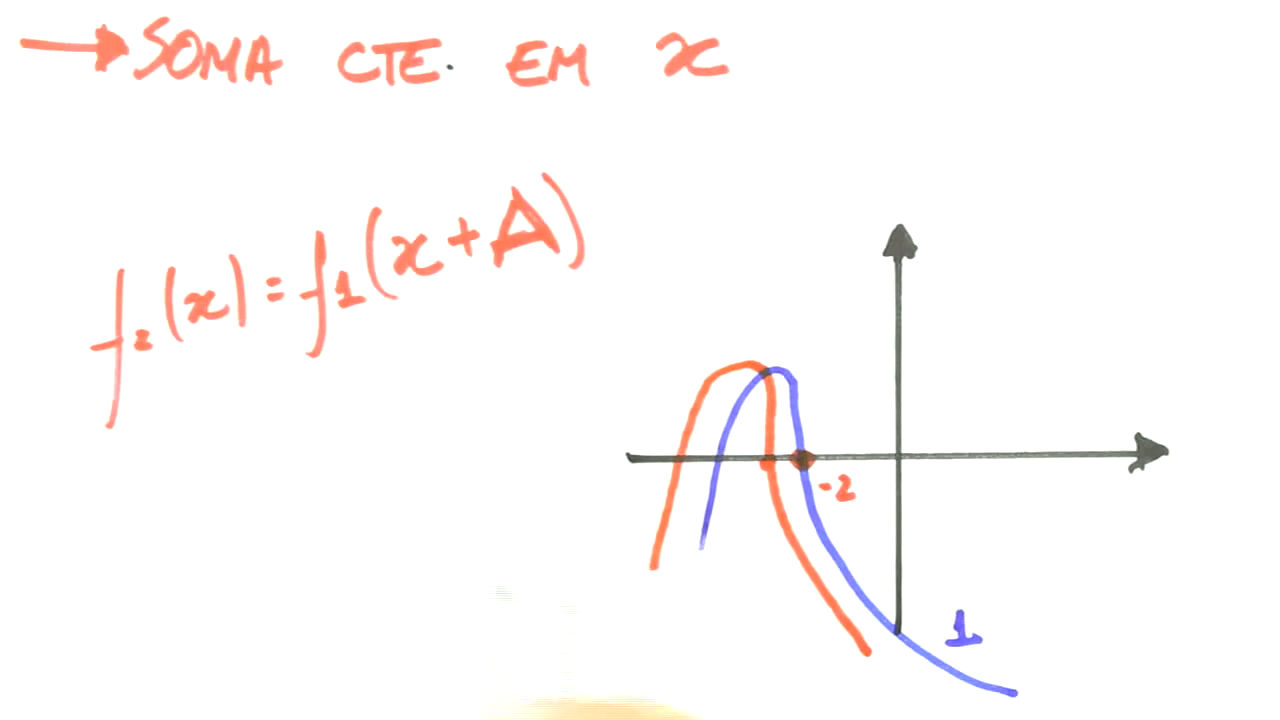 → SOMA CTE. EM x
f₂(x) = f₁(x + Δ)
-2
1